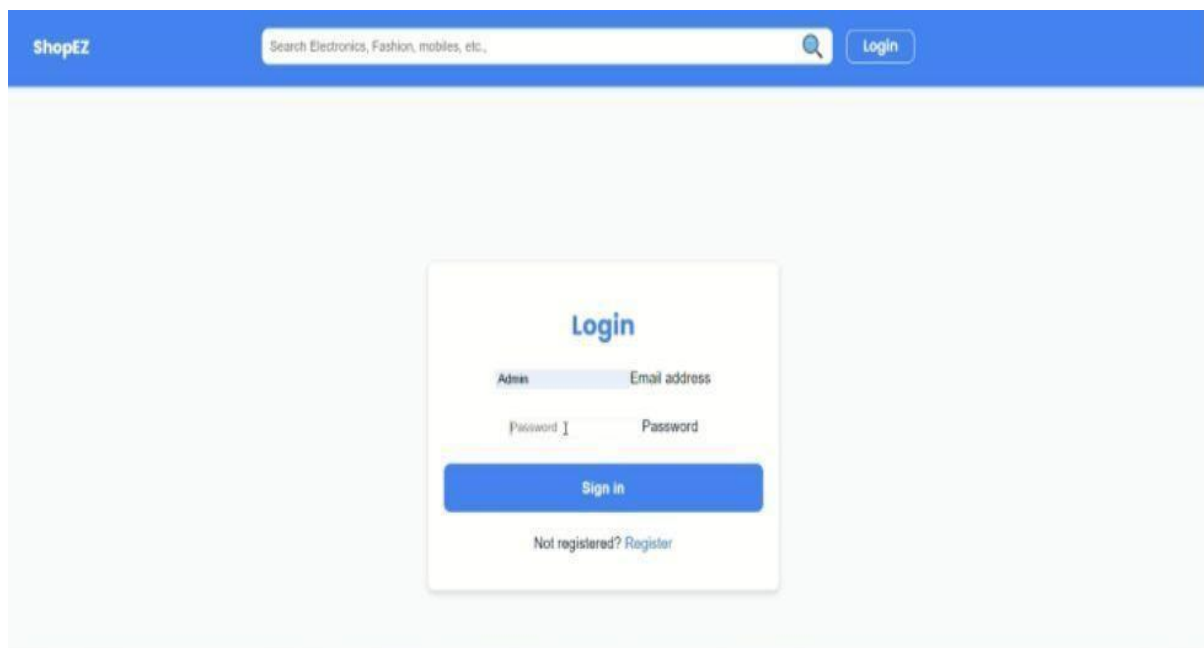 ShopEZ Search Electronics, Fashion, mobiles, etc., Login
Login
Admin Email address
Password Password
Sign in
Not registered? Register